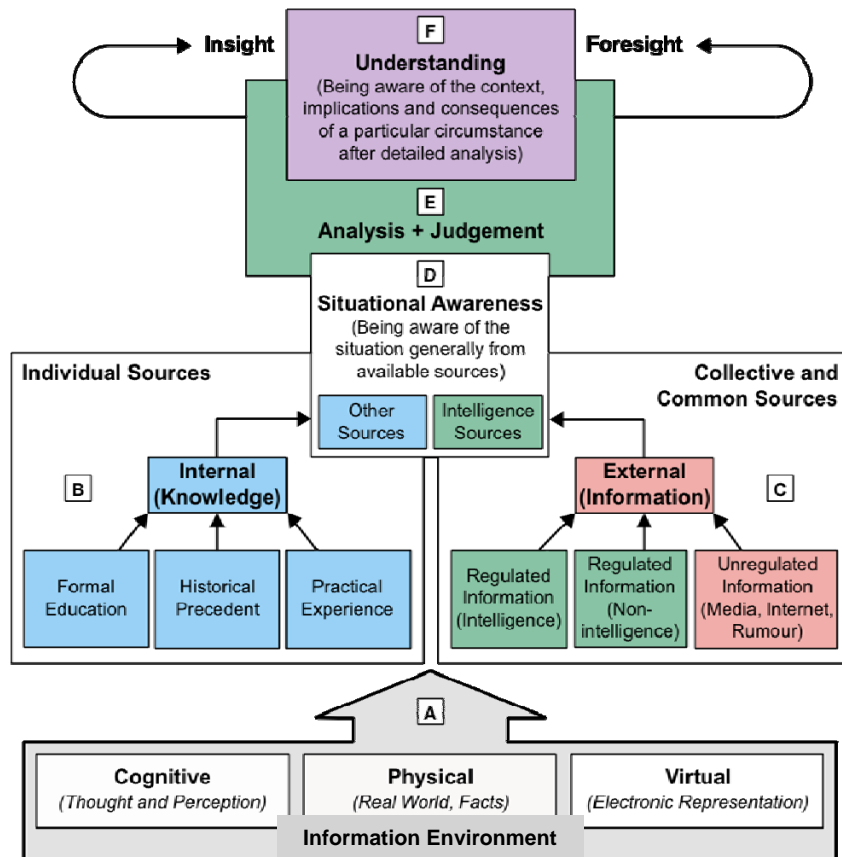 F
Insight
Foresight
Understanding
(Being aware of the context,
implications and consequences
of a particular circumstance
after detailed analysis)
E
Analysis + Judgement
D
Situational Awareness
(Being aware of the
situation generally from
available sources)
Other
Sources
Intelligence
Sources
Individual Sources
Internal
(Knowledge)
B
Formal
Education
Historical
Precedent
Practical
Experience
Collective and
Common Sources
External
(Information)
C
Regulated
Information
(Intelligence)
Regulated
Information
(Non-
intelligence)
Unregulated
Information
(Media, Internet,
Rumour)
A
Cognitive
(Thought and Perception)
Physical
(Real World, Facts)
Virtual
(Electronic Representation)
Information Environment